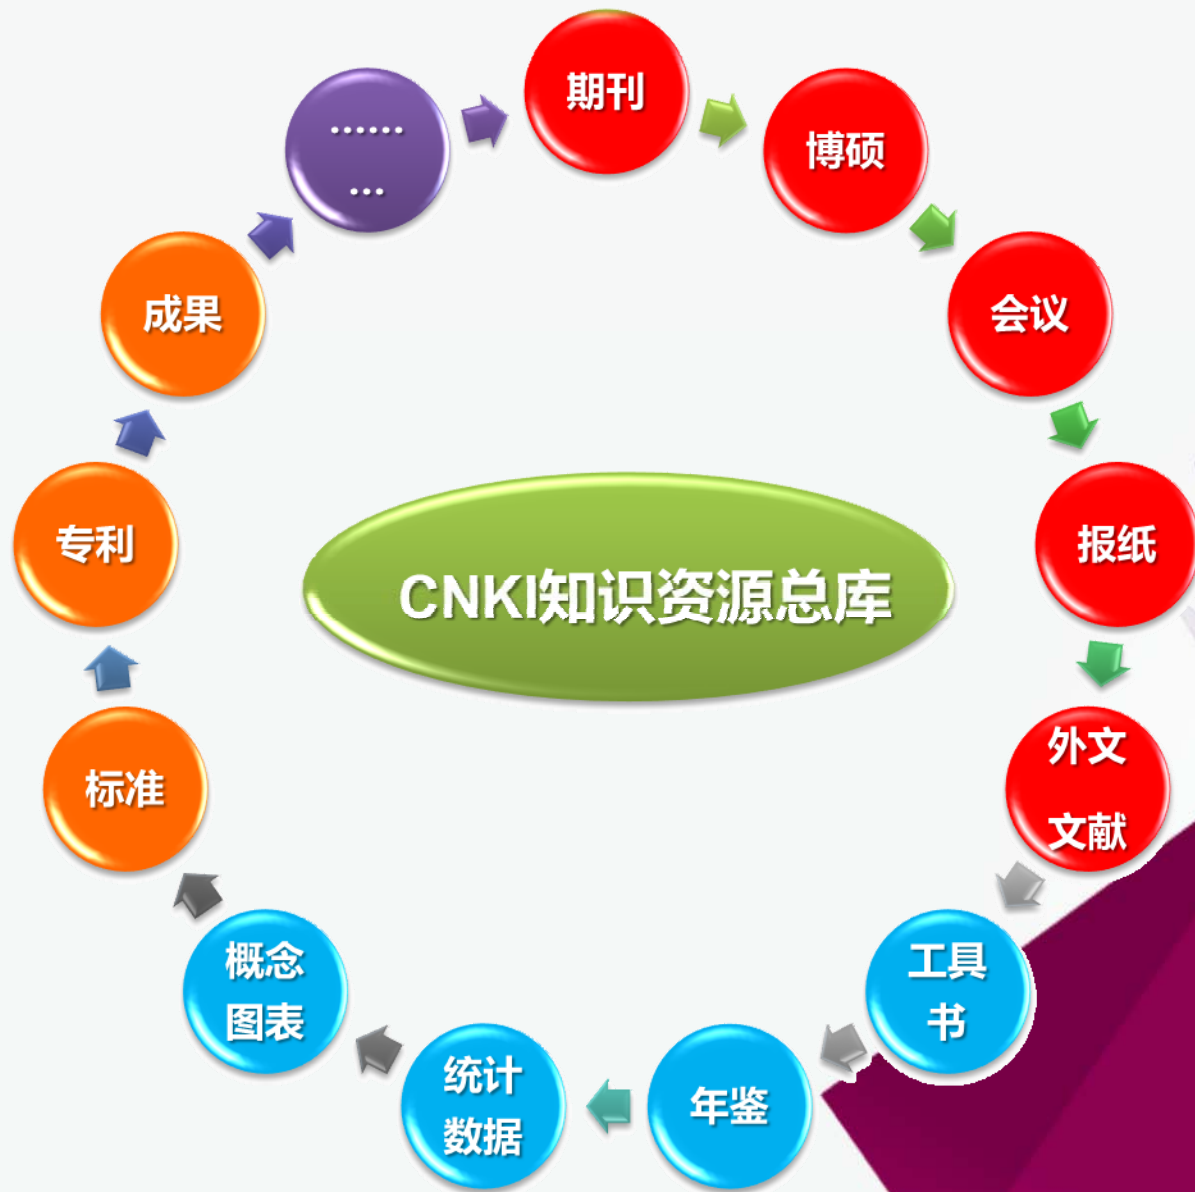 期刊
博硕
会议
报纸
外文
文献
工具
书
年鉴
统计
数据
概念
图表
标准
专利
成果
......
...
CNKI知识资源总库